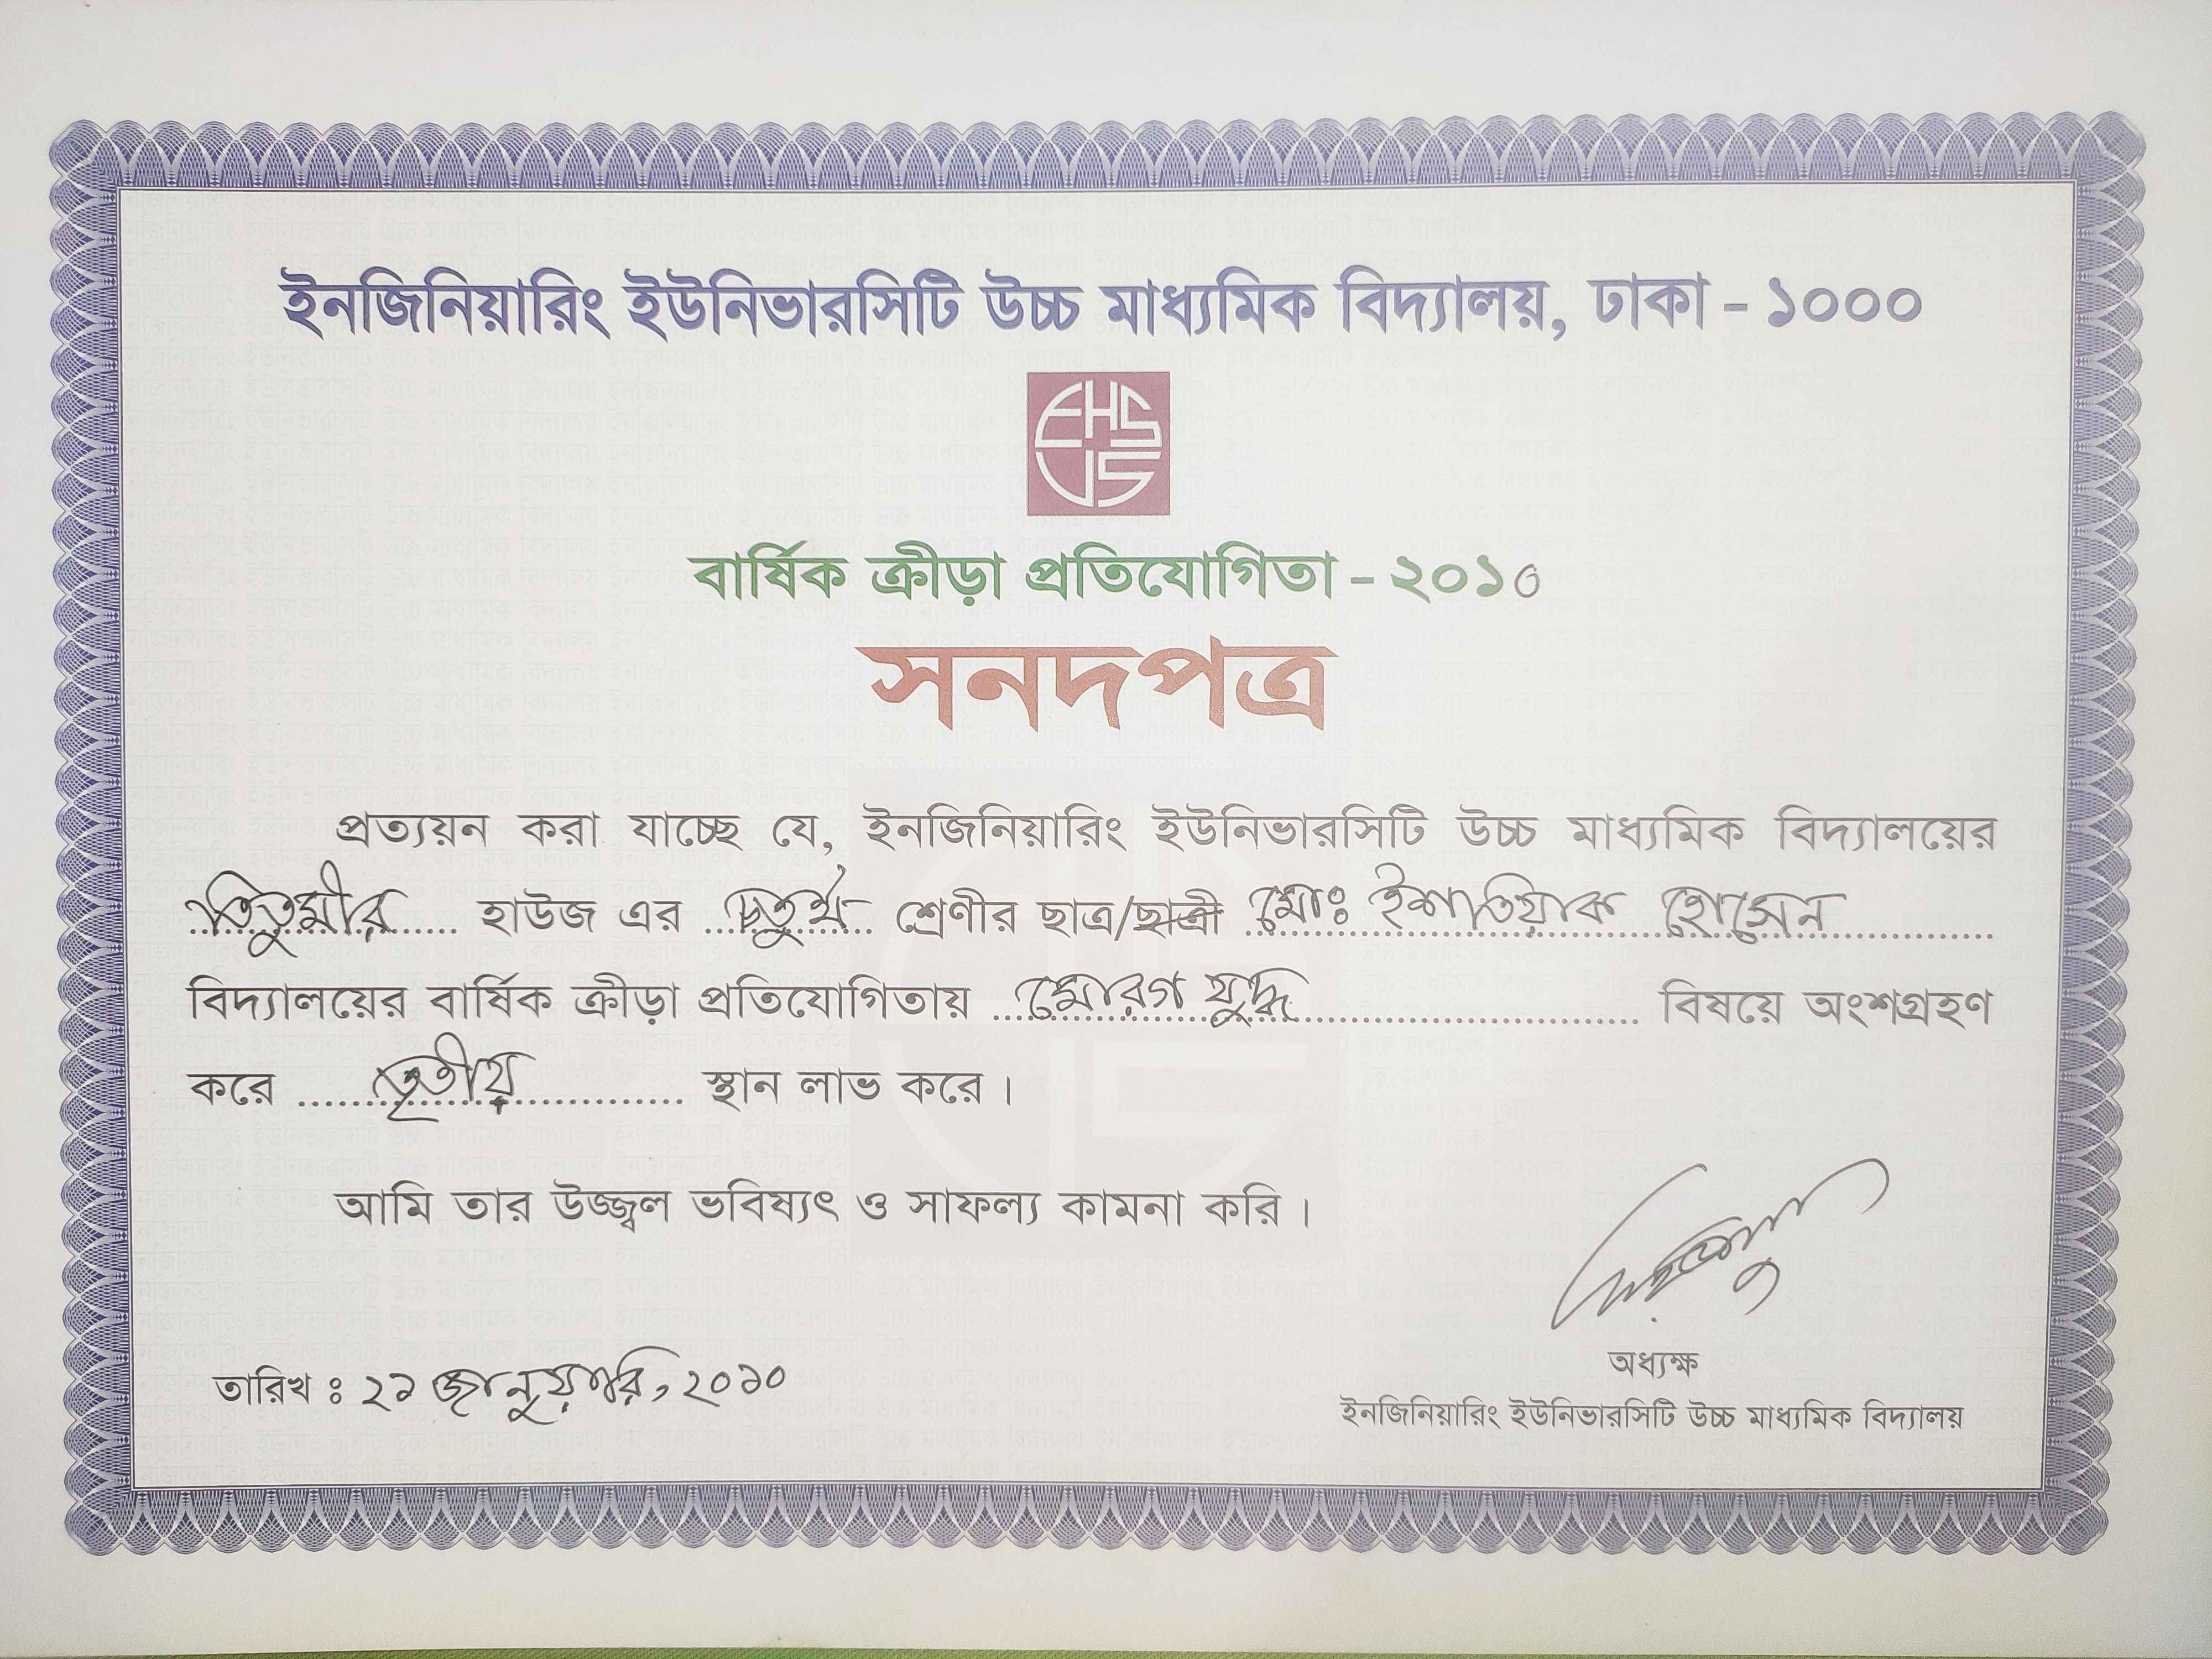 ইনজিনিয়ারিং ইউনিভারসিটি উচ্চ মাধ্যমিক বিদ্যালয়, ঢাকা - ১০০০
EHS
US
বার্ষিক ক্রীড়া প্রতিযোগিতা - ২০১০
সনদপত্র
প্রত্যয়ন করা যাচ্ছে যে, ইনজিনিয়ারিং ইউনিভারসিটি উচ্চ মাধ্যমিক বিদ্যালয়ের
তিতুমীর হাউজ এর চতুর্থ শ্রেণীর ছাত্র/ছাত্রী মোঃ ইশতিয়াক হোসেন
বিদ্যালয়ের বার্ষিক ক্রীড়া প্রতিযোগিতায় মোরগ যুদ্ধ বিষয়ে অংশগ্রহণ
করে তৃতীয় স্থান লাভ করে।
আমি তার উজ্জ্বল ভবিষ্যৎ ও সাফল্য কামনা করি।
তারিখ ঃ ২১ জানুয়ারি, ২০১০
অধ্যক্ষ
ইনজিনিয়ারিং ইউনিভারসিটি উচ্চ মাধ্যমিক বিদ্যালয়